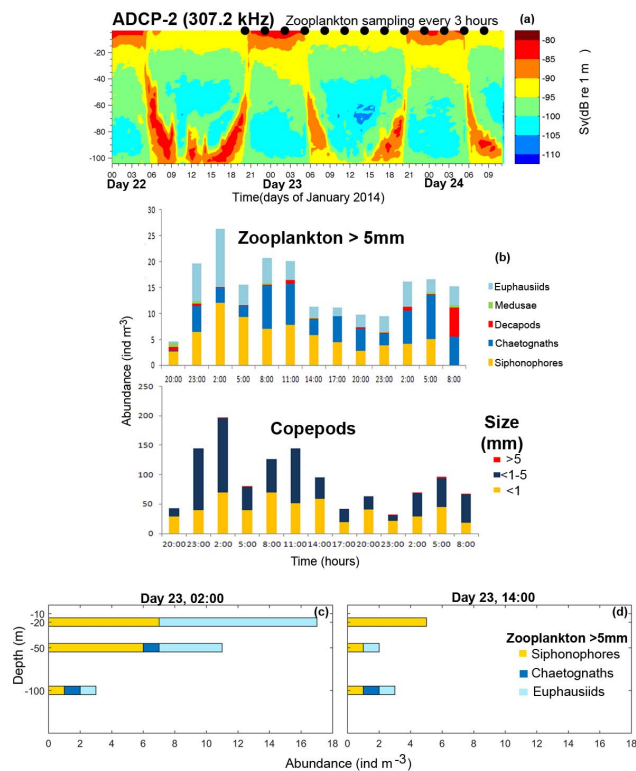 ADCP-2 (307.2 kHz) Zooplankton sampling every 3 hours (a)
-20
-40
-60
-80
-100
-80
-85
-90
-95
-100
-105
-110
Sv(dB re 1 m )
00 03 06 09 12 15 18 21 00 03 06 09 12 15 18 21 00 03 06 09
Day 22 Day 23 Day 24
Time(days of January 2014)
Zooplankton > 5mm (b)
30
25
20
15
10
5
0
20:00 23:00 2:00 5:00 8:00 11:00 14:00 17:00 20:00 23:00 2:00 5:00 8:00
Euphausiids
Medusae
Decapods
Chaetognaths
Siphonophores
Abundance (ind m-3)
Copepods
250
200
150
100
50
0
20:00 23:00 2:00 5:00 8:00 11:00 14:00 17:00 20:00 23:00 2:00 5:00 8:00
Time (hours)
Size
(mm)
>5
<1-5
<1
Day 23, 02:00
(c)
Depth (m)
-10
-20
-50
-100
0 2 4 6 8 10 12 14 16 18
Day 23, 14:00
(d)
Zooplankton >5mm
Siphonophores
Chaetognaths
Euphausiids
0 2 4 6 8 10 12 14 16 18
Abundance (ind m-3)